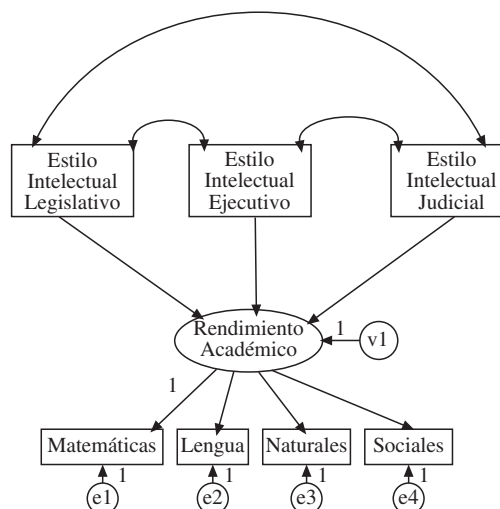 Estilo
Intelectual
Legislativo
Estilo
Intelectual
Ejecutivo
Estilo
Intelectual
Judicial
Rendimiento
Académico
1
v1
1
Matemáticas
Lengua
Naturales
Sociales
1
1
1
1
e1
e2
e3
e4